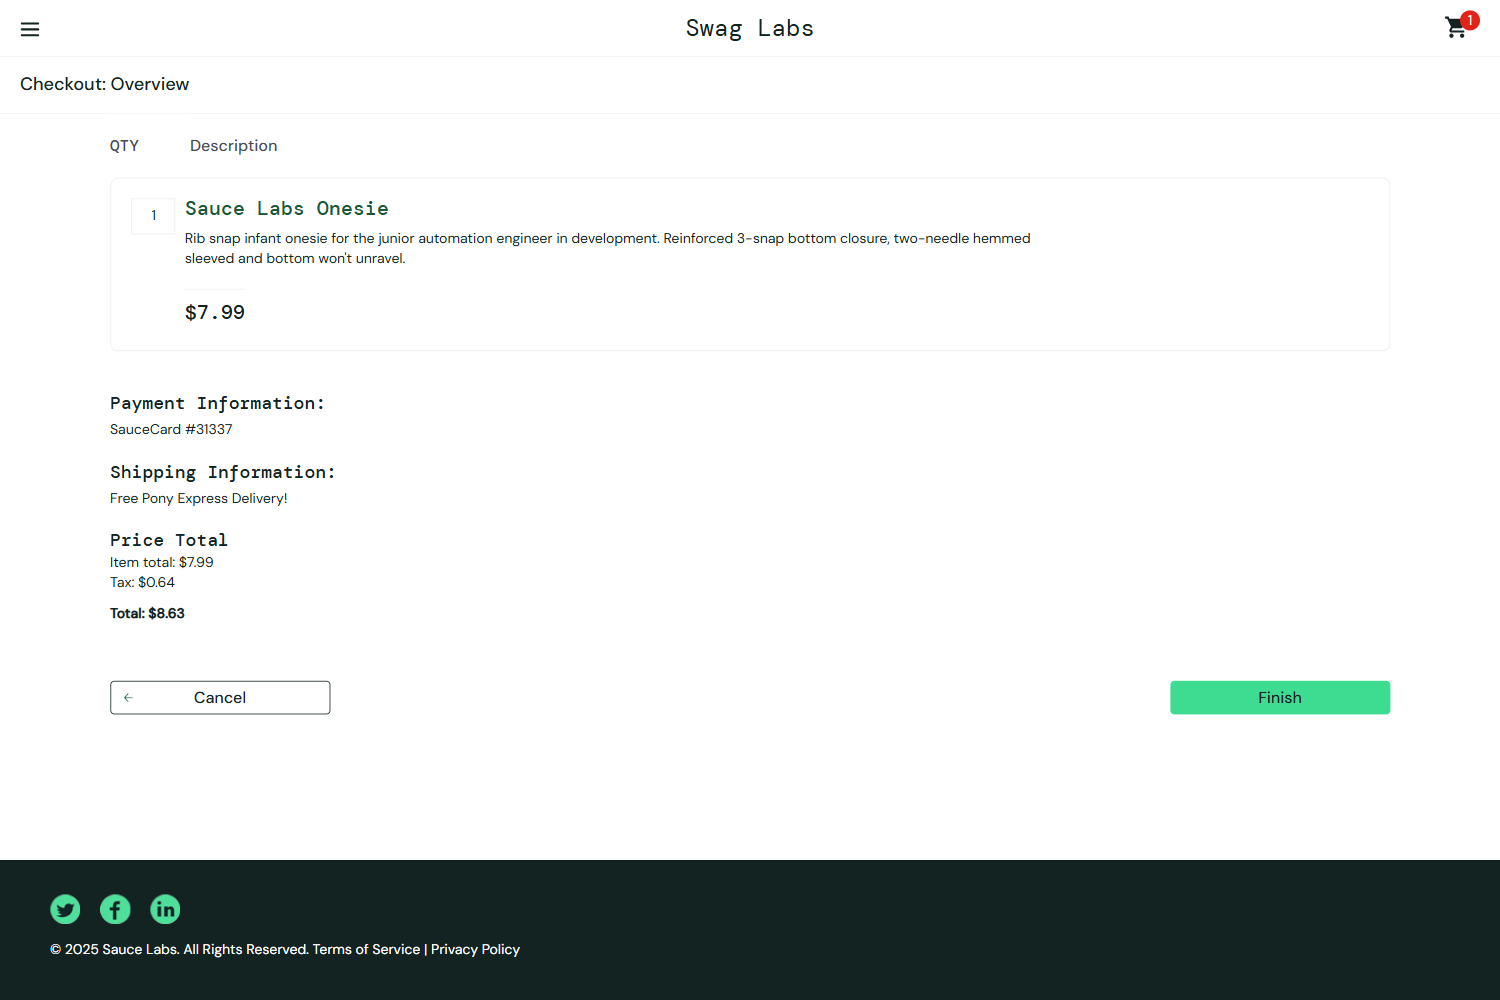 Swag Labs
1
Checkout: Overview
QTY Description
1
Sauce Labs Onesie
Rib snap infant onesie for the junior automation engineer in development. Reinforced 3-snap bottom closure, two-needle hemmed
sleeved and bottom won't unravel.
$7.99
Payment Information:
SauceCard #31337
Shipping Information:
Free Pony Express Delivery!
Price Total
Item total: $7.99
Tax: $0.64
Total: $8.63
Cancel
Finish
© 2025 Sauce Labs. All Rights Reserved. Terms of Service | Privacy Policy